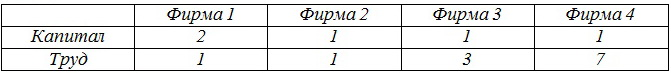 Фирма 1 Фирма 2 Фирма 3 Фирма 4
Капитал 2 1 1 1
Труд 1 1 3 7